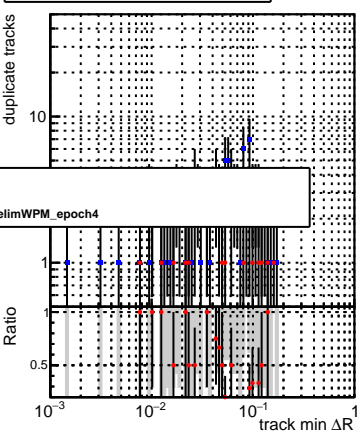 duplicate tracks
10
elimWPM_epoch4
1
Ratio
1
0.5
10⁻³ 10⁻² 10⁻¹ 1
track min ΔR